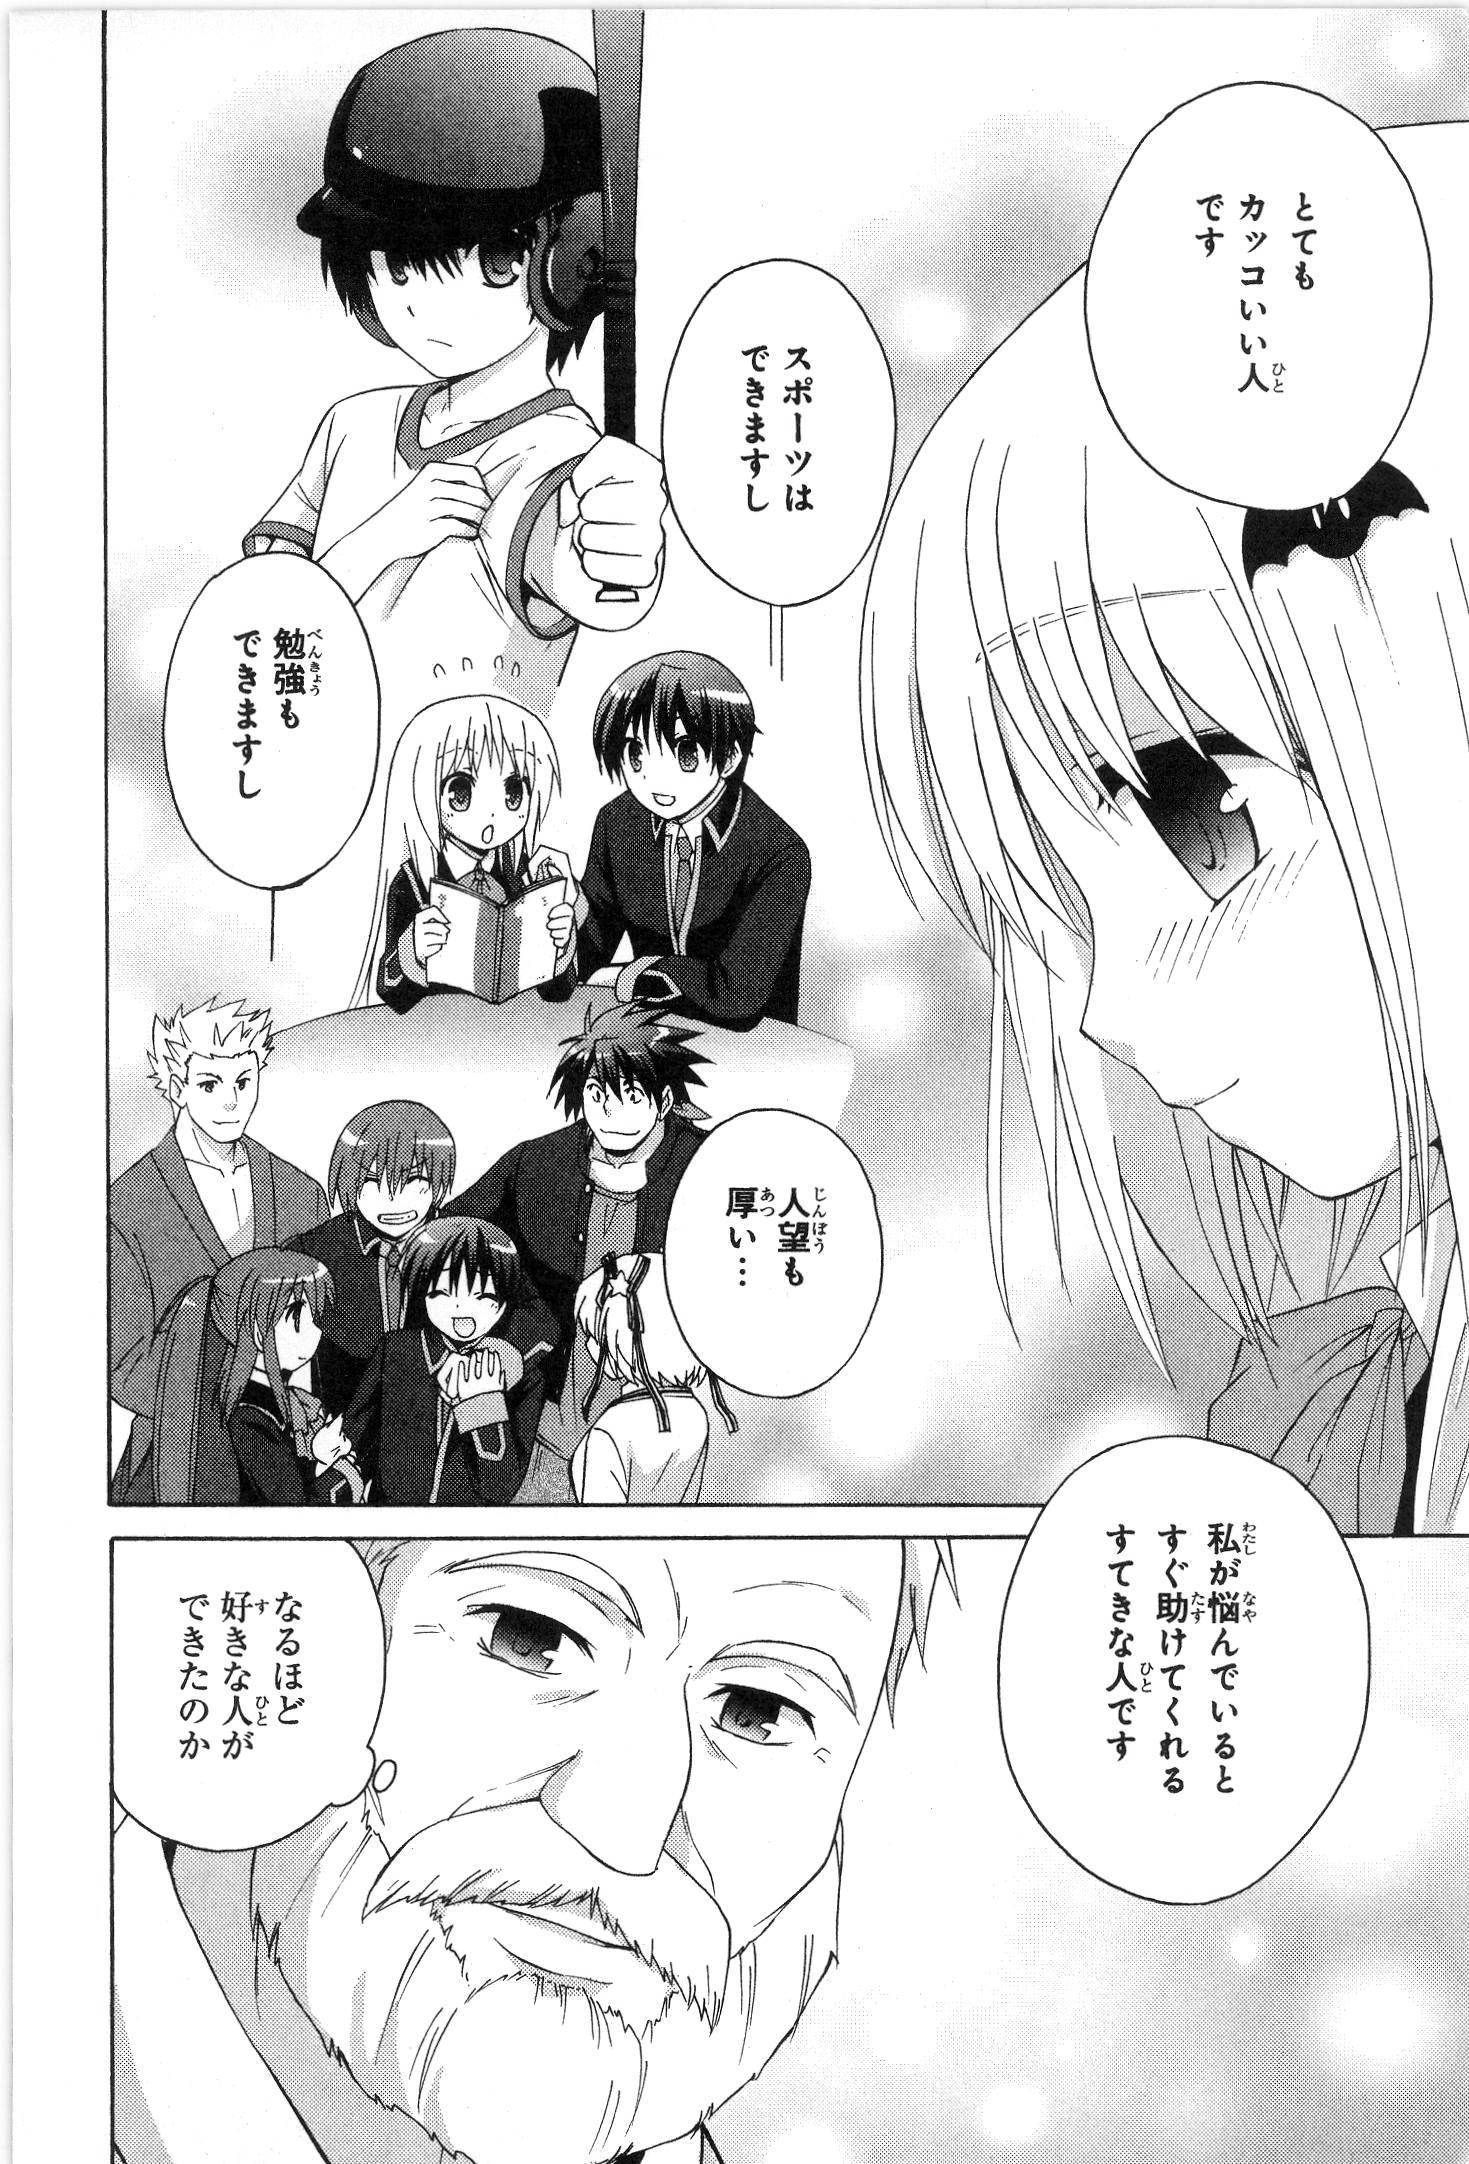 とても
カッコいい人
です
スポーツは
できますし
勉強も
できますし
人望も
厚い…
私が悩んでいると
すぐ助けてくれる
すてきな人です
なるほど
好きな人が
できたのか